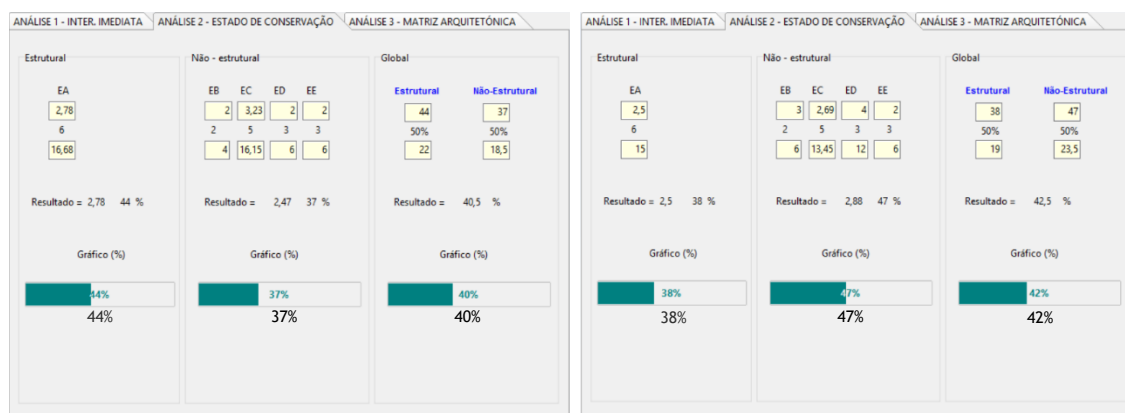 ANÁLISE 1 - INTER. IMEDIATA ANÁLISE 2 - ESTADO DE CONSERVAÇÃO ANÁLISE 3 - MATRIZ ARQUITETÓNICA
Estrutural Não - estrutural Global
EA EB EC ED EE Estrutural Não-Estrutural
2,78 2 3,23 2 2 44 37
6 2 5 3 3 50% 50%
16,68 4 16,15 6 6 22 18,5
Resultado = 2,78 44 % Resultado = 2,47 37 % Resultado = 40,5 %
Gráfico (%) Gráfico (%) Gráfico (%)
44% 37% 40%
44% 37% 40%
ANÁLISE 1 - INTER. IMEDIATA ANÁLISE 2 - ESTADO DE CONSERVAÇÃO ANÁLISE 3 - MATRIZ ARQUITETÓNICA
Estrutural Não - estrutural Global
EA EB EC ED EE Estrutural Não-Estrutural
2,5 3 2,69 4 2 38 47
6 2 5 3 3 50% 50%
15 6 13,45 12 6 19 23,5
Resultado = 2,5 38 % Resultado = 2,88 47 % Resultado = 42,5 %
Gráfico (%) Gráfico (%) Gráfico (%)
38% 47% 42%
38% 47% 42%